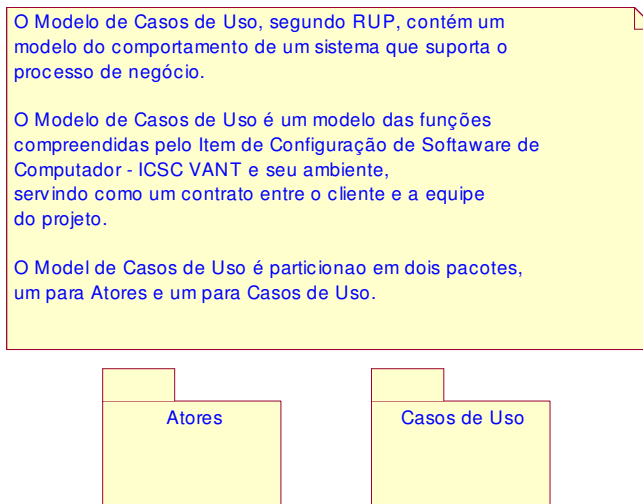 O Modelo de Casos de Uso, segundo RUP, contém um
modelo do comportamento de um sistema que suporta o
processo de negócio.
O Modelo de Casos de Uso é um modelo das funções
compreendidas pelo Item de Configuração de Softaware de
Computador - ICSC VANT e seu ambiente,
servindo como um contrato entre o cliente e a equipe
do projeto.
O Model de Casos de Uso é particionao em dois pacotes,
um para Atores e um para Casos de Uso.
Atores
Casos de Uso